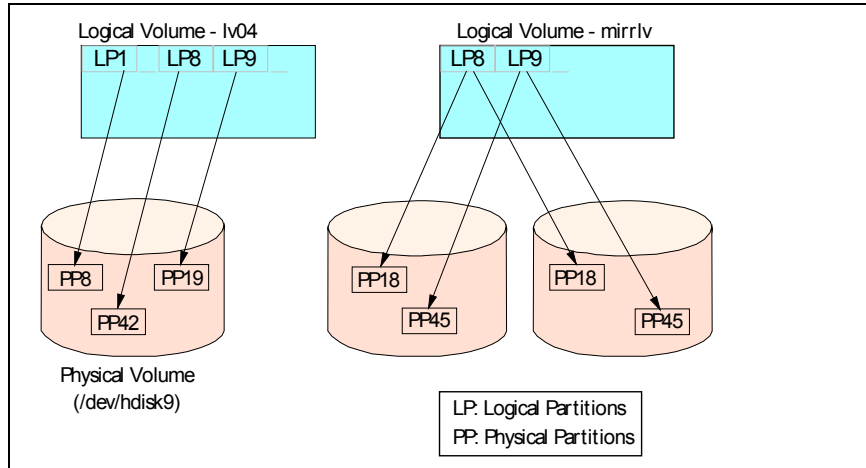 Logical Volume - lv04
Logical Volume - mirrlv
LP1 LP8 LP9
LP8 LP9
PP8 PP19
PP42
PP18
PP45
PP18
PP45
Physical Volume
(/dev/hdisk9)
LP: Logical Partitions
PP: Physical Partitions